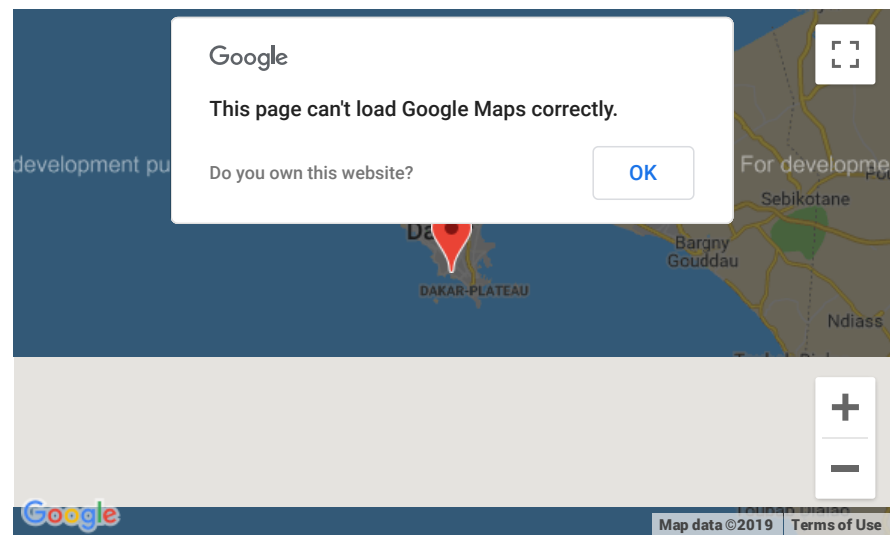 Google
This page can't load Google Maps correctly.
Do you own this website?
OK
development pu
For developme
Sebikotane
Bargny
Gouddau
DAKAR-PLATEAU
Ndiass
Google
Map data ©2019
Terms of Use